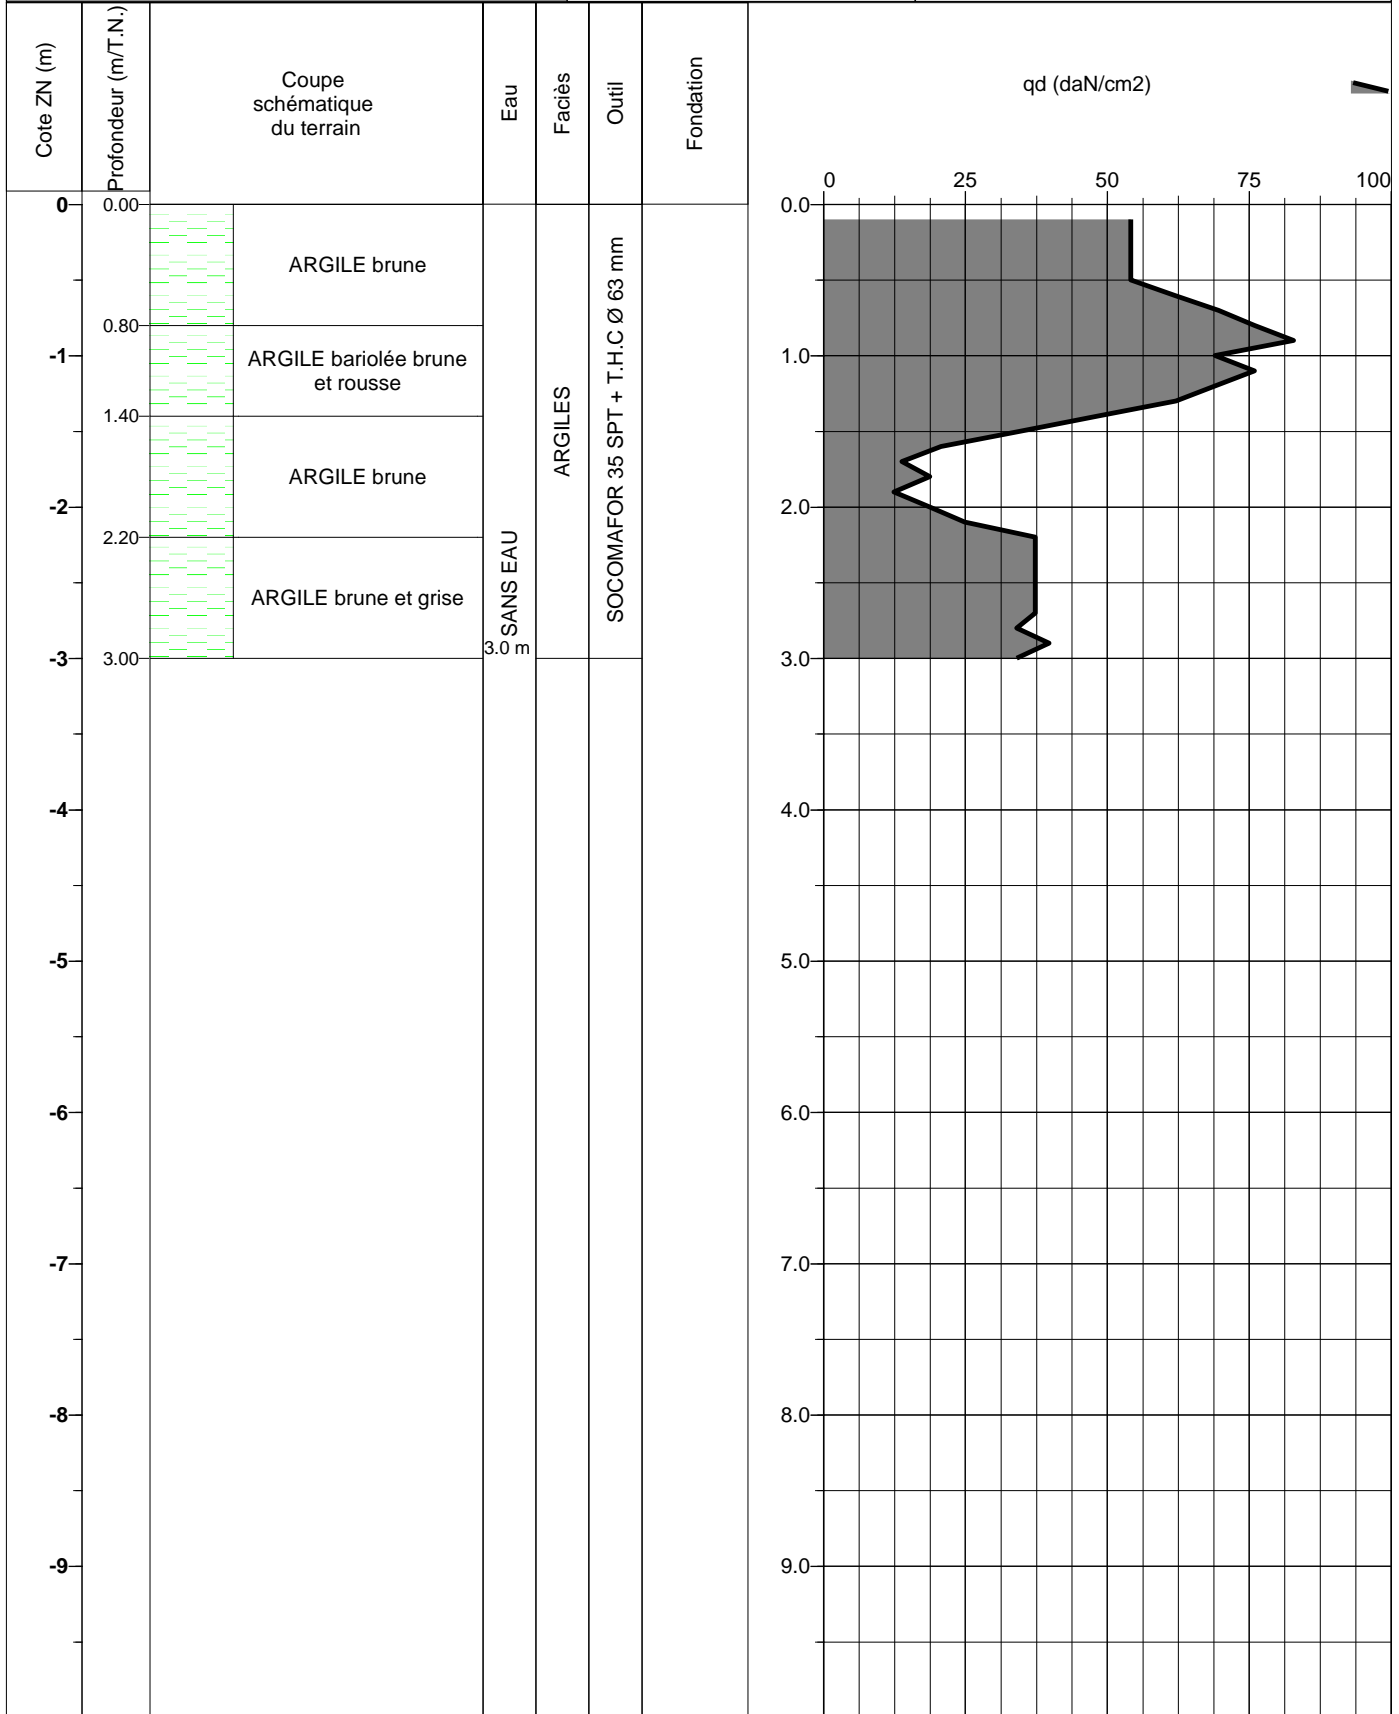 Cote ZN (m)
Profondeur (m/T.N.)
Coupe
schématique
du terrain
Eau
Faciès
Outil
Fondation
qd (daN/cm2)
0 25 50 75 100
0
-1
-2
-3
-4
-5
-6
-7
-8
-9
0.00
0.80
1.40
2.20
3.00
ARGILE brune
ARGILE bariolée brune
et rousse
ARGILE brune
ARGILE brune et grise
SANS EAU
3.0 m
ARGILES
SOCOMAFOR 35 SPT + T.H.C Ø 63 mm
0.0
1.0
2.0
3.0
4.0
5.0
6.0
7.0
8.0
9.0